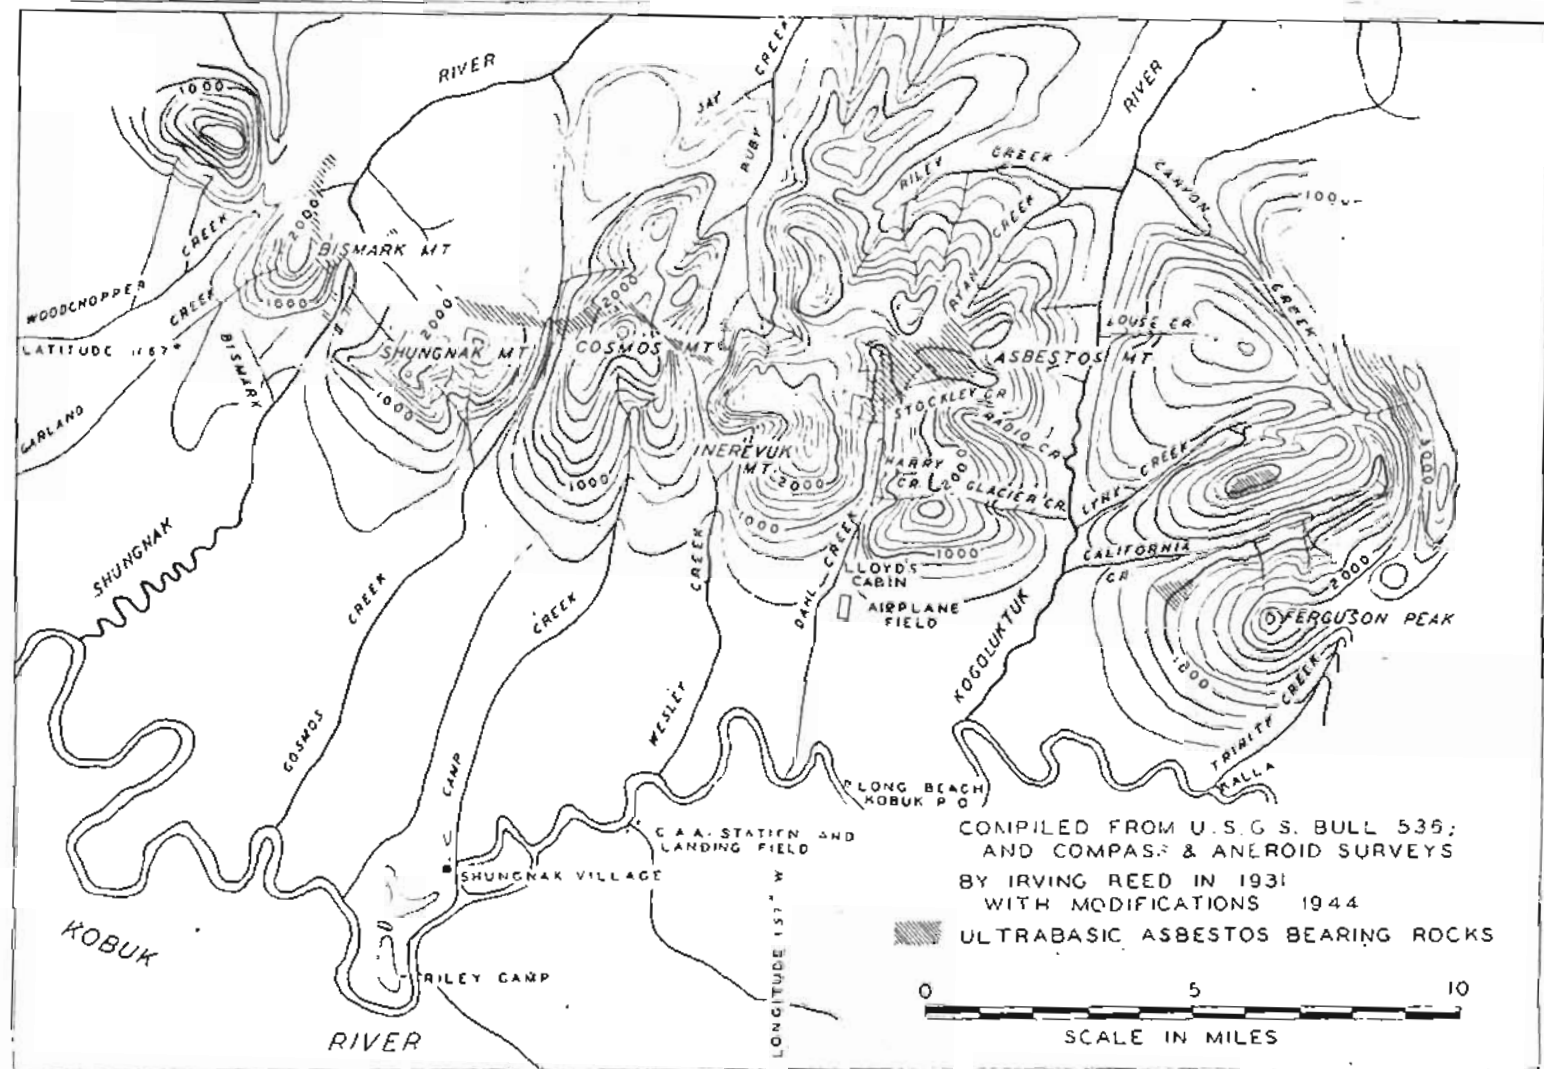 RIVER
CREEK
JAY
RUBY
RIVER
1000
RILEY CREEK
CANYON
CREEK
2000
BISMARK MT
CREEK
RYAN
WOODCHOPPER
CREEK
1000
2000
2000
CREEK
LOUSE CR.
BISMARK
SHUNGNAK MT
COSMOS MT
ASBESTOS MT
1000
STOCKLEY CR
GARLAND
RADIO CR.
INEREVUK
MT.
2000
HARRY
CR.
2000
GLACIER CR.
LYNX CREEK
3000
1000
1000
1000
CALIFORNIA
CR.
2000
SHUNGNAK
CREEK
CREEK
CREEK
CREEK
LLOYD'S
CABIN
AIRPLANE
FIELD
DAHL
KOGOLUKTUK
FERGUSON PEAK
1000
COSMOS
WESLEY
CAMP
TRINITY CREEK
KALLA
LONG BEACH
KOBUK P O
C.A.A. STATION AND
LANDING FIELD
SHUNGNAK VILLAGE
COMPILED FROM U.S.G.S. BULL 536;
AND COMPASS & ANEROID SURVEYS
BY IRVING REED IN 1931
WITH MODIFICATIONS 1944
ULTRABASIC ASBESTOS BEARING ROCKS
KOBUK
RILEY CAMP
RIVER
LONGITUDE 157° W
0 5 10
SCALE IN MILES